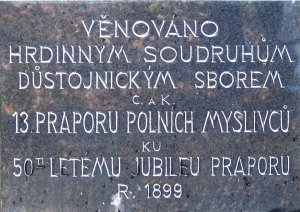 VĚNOVÁNO
HRDINNÝM SOUDRUHŮM
DŮSTOJNICKÝM SBOREM
C. A K.
13. PRAPORU POLNÍCH MYSLIVCŮ
KU
50TI LETÉMU JUBILEU PRAPORU
R. 1899